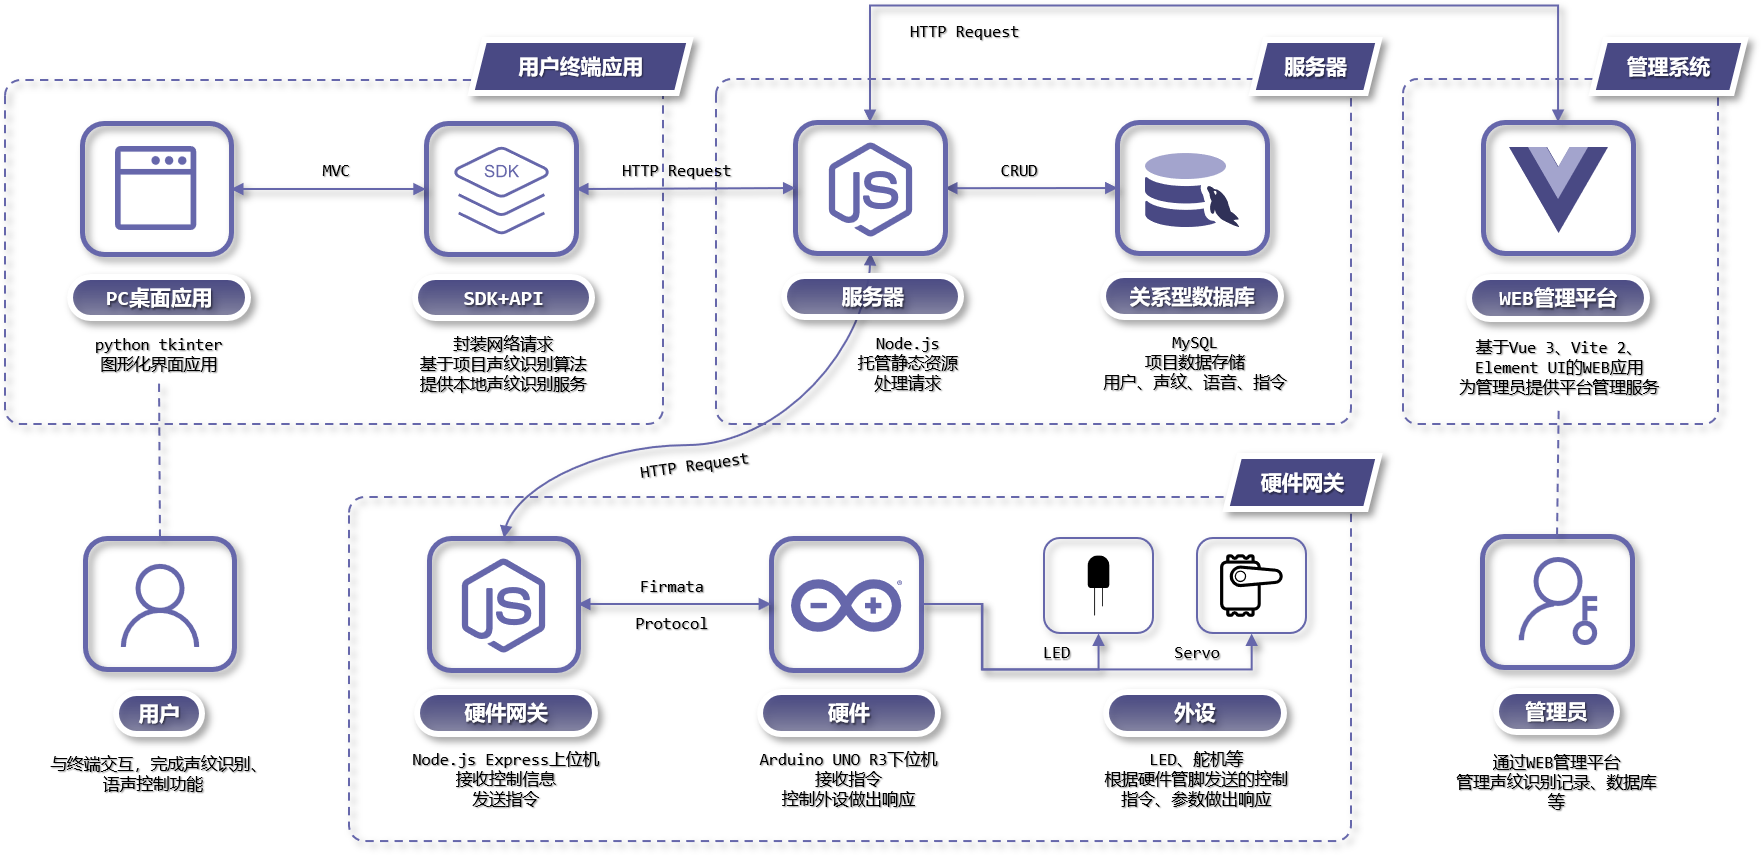 HTTP Request
用户终端应用
服务器
管理系统
MVC
SDK
HTTP Request
JS
CRUD
PC桌面应用
SDK+API
服务器
关系型数据库
WEB管理平台
python tkinter
图形化界面应用
封装网络请求
基于项目声纹识别算法
提供本地声纹识别服务
Node.js
托管静态资源
处理请求
MySQL
项目数据存储
用户、声纹、语音、指令
基于Vue 3、Vite 2、
Element UI的WEB应用
为管理员提供平台管理服务
HTTP Request
硬件网关
JS
Firmata
Protocol
LED
Servo
用户
硬件网关
硬件
外设
管理员
与终端交互，完成声纹识别、
语声控制功能
Node.js Express上位机
接收控制信息
发送指令
Arduino UNO R3下位机
接收指令
控制外设做出响应
LED、舵机等
根据硬件管脚发送的控制
指令、参数做出响应
通过WEB管理平台
管理声纹识别记录、数据库
等